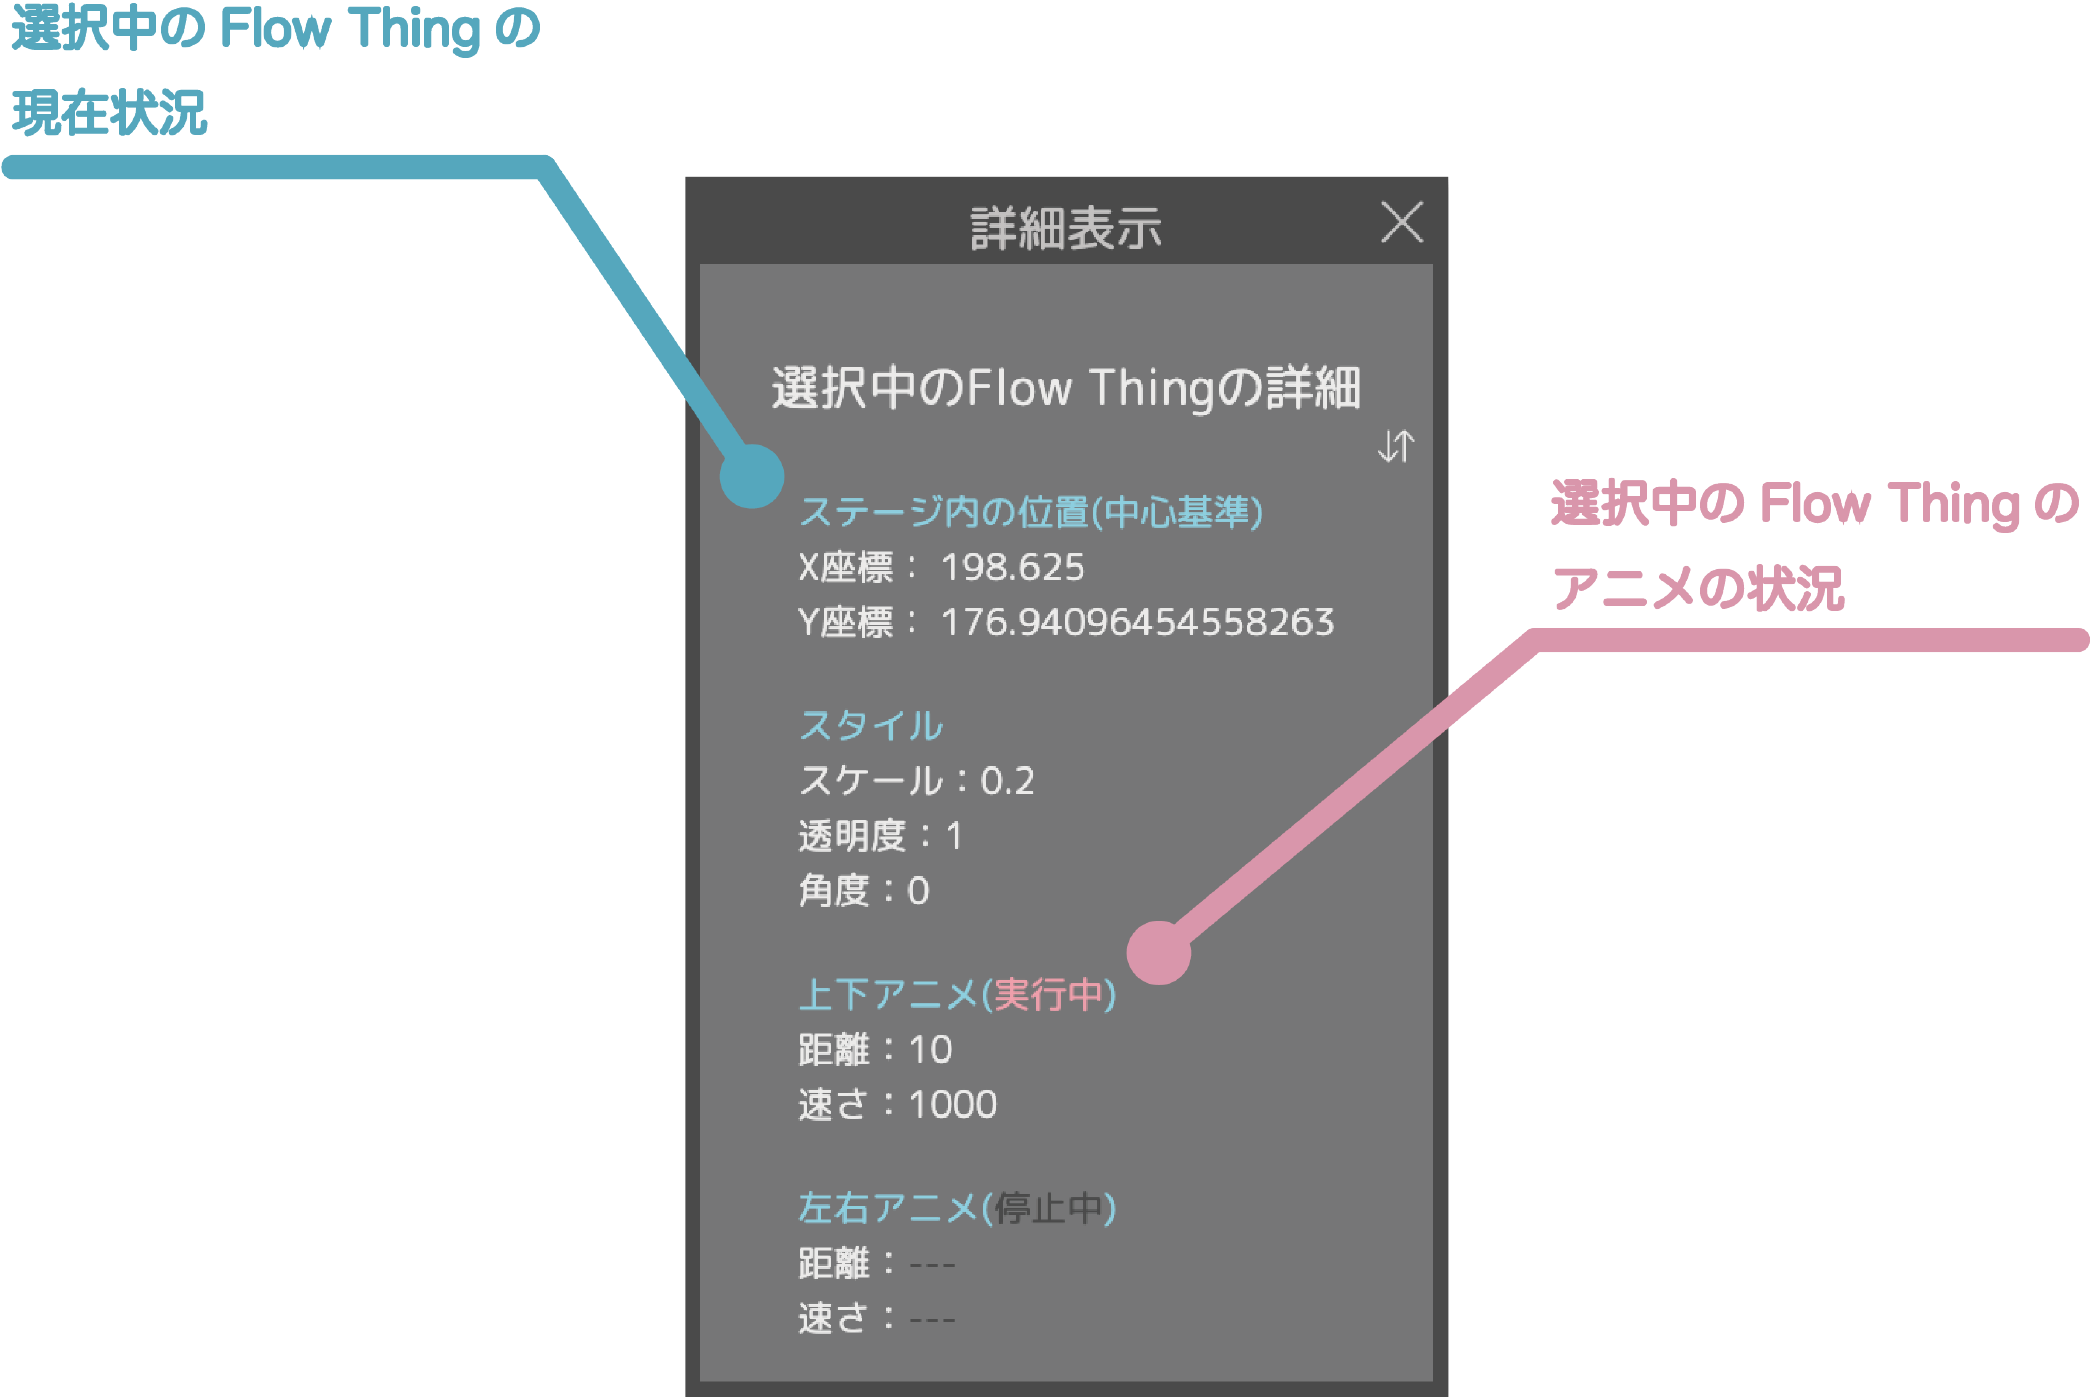 選択中の Flow Thing の
現在状況
詳細表示
選択中のFlow Thingの詳細
ステージ内の位置(中心基準)
X座標： 198.625
Y座標： 176.94096454558263
スタイル
スケール：0.2
透明度：1
角度：0
上下アニメ(実行中)
距離：10
速さ：1000
左右アニメ(停止中)
距離：---
速さ：---
選択中の Flow Thing の
アニメの状況